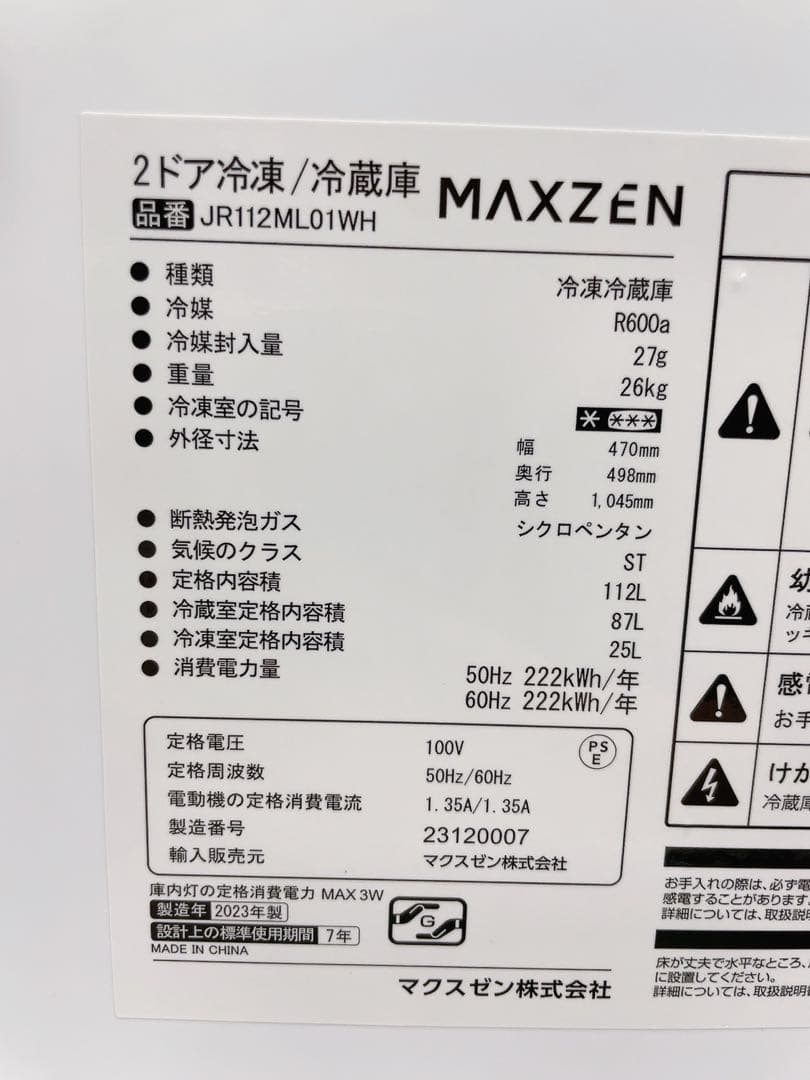 2ドア冷凍/冷蔵庫
MAXZEN
品番 JR112ML01WH
● 種類 冷凍冷蔵庫
● 冷媒 R600a
● 冷媒封入量 27g
● 重量 26kg
● 冷凍室の記号 * ***
● 外径寸法 幅 470mm
奥行 498mm
高さ 1,045mm
● 断熱発泡ガス シクロペンタン
● 気候のクラス ST
● 定格内容積 112L
● 冷蔵室定格内容積 87L
● 冷凍室定格内容積 25L
● 消費電力量 50Hz 222kWh/年
60Hz 222kWh/年
定格電圧 100V
PS
E
定格周波数 50Hz/60Hz
電動機の定格消費電流 1.35A/1.35A
製造番号 23120007
輸入販売元 マクスゼン株式会社
庫内灯の定格消費電力 MAX 3W
製造年 2023年製
設計上の標準使用期間 7年
MADE IN CHINA
G
マクスゼン株式会社
感電
お手
けが
冷蔵庫
お手入れの際は、必ず電
感電することがあります
詳細については、取扱説明
床が丈夫で水平なところ、
に設置してください。
詳細については、取扱説明書